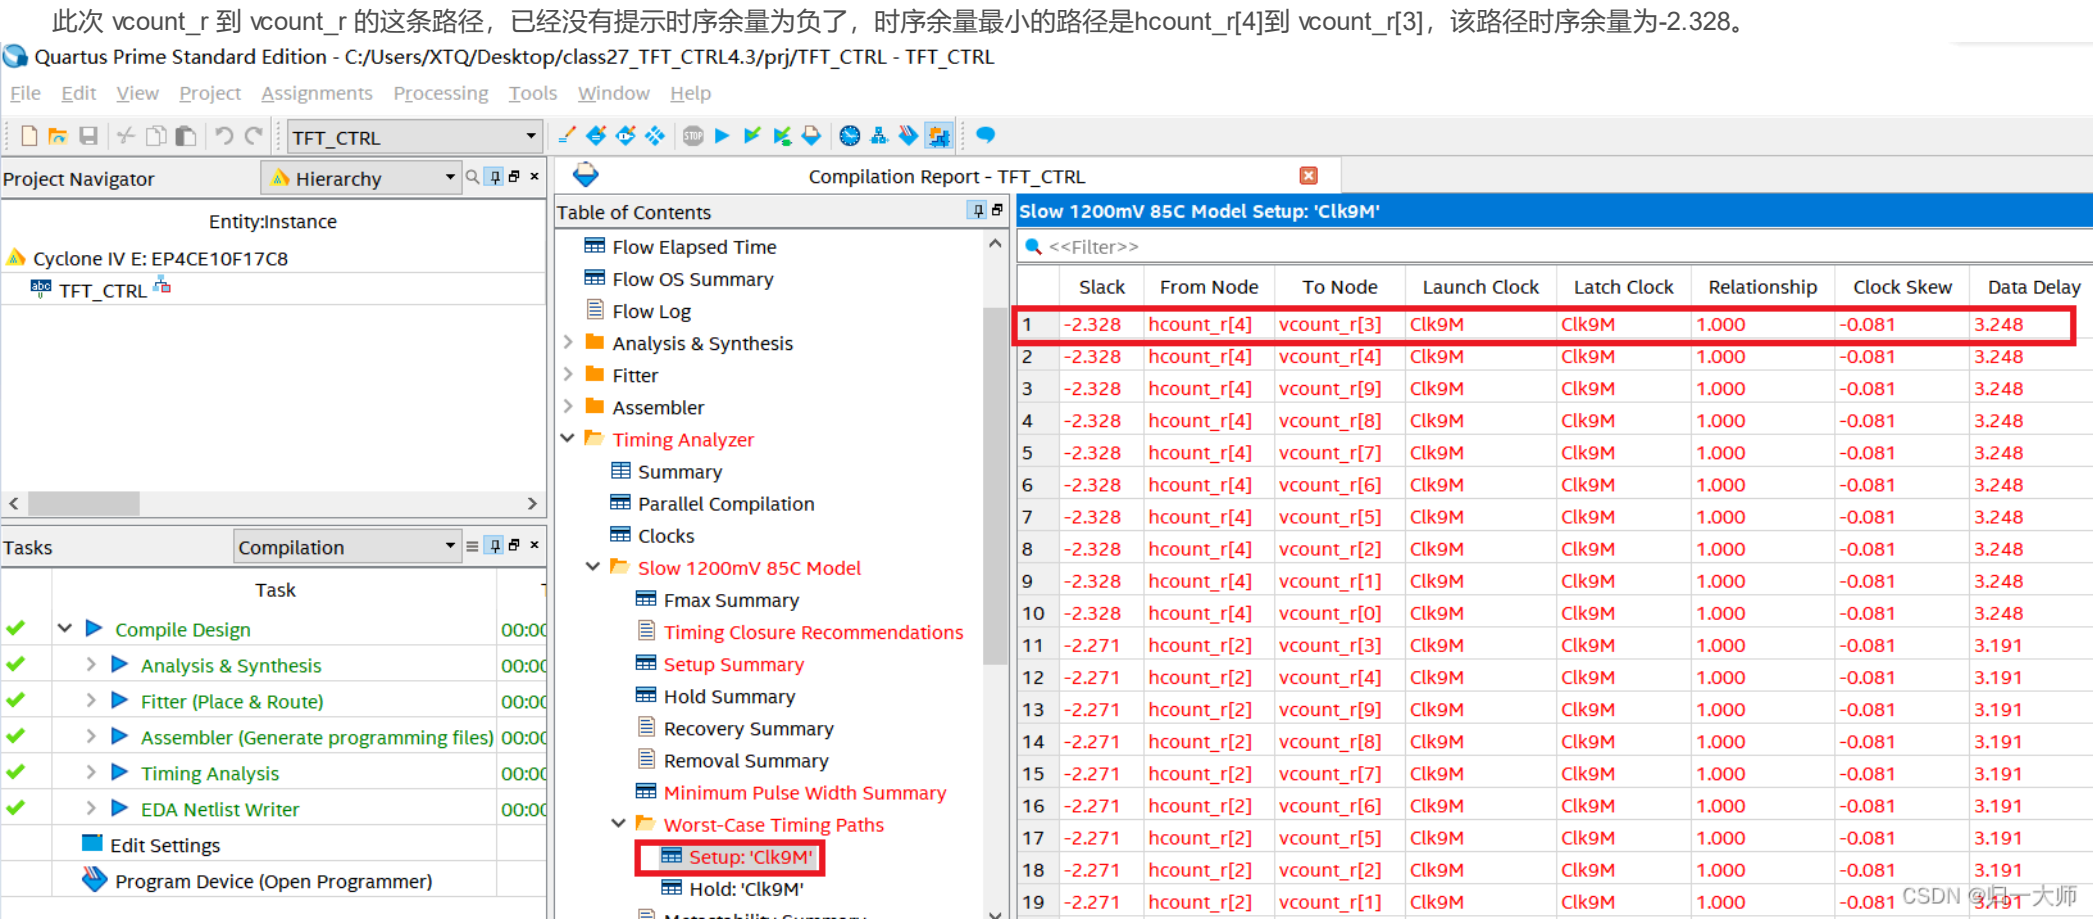 此次 vcount_r 到 vcount_r 的这条路径，已经没有提示时序余量为负了，时序余量最小的路径是hcount_r[4]到 vcount_r[3]，该路径时序余量为-2.328。
Quartus Prime Standard Edition - C:/Users/XTQ/Desktop/class27_TFT_CTRL4.3/prj/TFT_CTRL - TFT_CTRL
File Edit View Project Assignments Processing Tools Window Help
TFT_CTRL
STOP
Project Navigator
Hierarchy
Entity:Instance
Cyclone IV E: EP4CE10F17C8
abc TFT_CTRL
Tasks
Compilation
Task
Compile Design 00:00
Analysis & Synthesis 00:00
Fitter (Place & Route) 00:00
Assembler (Generate programming files) 00:00
Timing Analysis 00:00
EDA Netlist Writer 00:00
Edit Settings
Program Device (Open Programmer)
Compilation Report - TFT_CTRL
Table of Contents
Flow Elapsed Time
Flow OS Summary
Flow Log
Analysis & Synthesis
Fitter
Assembler
Timing Analyzer
Summary
Parallel Compilation
Clocks
Slow 1200mV 85C Model
Fmax Summary
Timing Closure Recommendations
Setup Summary
Hold Summary
Recovery Summary
Removal Summary
Minimum Pulse Width Summary
Worst-Case Timing Paths
Setup: 'Clk9M'
Hold: 'Clk9M'
Metastability Summary
Slow 1200mV 85C Model Setup: 'Clk9M'
<<Filter>>
Slack From Node To Node Launch Clock Latch Clock Relationship Clock Skew Data Delay
1 -2.328 hcount_r[4] vcount_r[3] Clk9M Clk9M 1.000 -0.081 3.248
2 -2.328 hcount_r[4] vcount_r[4] Clk9M Clk9M 1.000 -0.081 3.248
3 -2.328 hcount_r[4] vcount_r[9] Clk9M Clk9M 1.000 -0.081 3.248
4 -2.328 hcount_r[4] vcount_r[8] Clk9M Clk9M 1.000 -0.081 3.248
5 -2.328 hcount_r[4] vcount_r[7] Clk9M Clk9M 1.000 -0.081 3.248
6 -2.328 hcount_r[4] vcount_r[6] Clk9M Clk9M 1.000 -0.081 3.248
7 -2.328 hcount_r[4] vcount_r[5] Clk9M Clk9M 1.000 -0.081 3.248
8 -2.328 hcount_r[4] vcount_r[2] Clk9M Clk9M 1.000 -0.081 3.248
9 -2.328 hcount_r[4] vcount_r[1] Clk9M Clk9M 1.000 -0.081 3.248
10 -2.328 hcount_r[4] vcount_r[0] Clk9M Clk9M 1.000 -0.081 3.248
11 -2.271 hcount_r[2] vcount_r[3] Clk9M Clk9M 1.000 -0.081 3.191
12 -2.271 hcount_r[2] vcount_r[4] Clk9M Clk9M 1.000 -0.081 3.191
13 -2.271 hcount_r[2] vcount_r[9] Clk9M Clk9M 1.000 -0.081 3.191
14 -2.271 hcount_r[2] vcount_r[8] Clk9M Clk9M 1.000 -0.081 3.191
15 -2.271 hcount_r[2] vcount_r[7] Clk9M Clk9M 1.000 -0.081 3.191
16 -2.271 hcount_r[2] vcount_r[6] Clk9M Clk9M 1.000 -0.081 3.191
17 -2.271 hcount_r[2] vcount_r[5] Clk9M Clk9M 1.000 -0.081 3.191
18 -2.271 hcount_r[2] vcount_r[2] Clk9M Clk9M 1.000 -0.081 3.191
19 -2.271 hcount_r[2] vcount_r[1] Clk9M Clk9M 1.000 -0.081 3.191
CSDN @归一大师